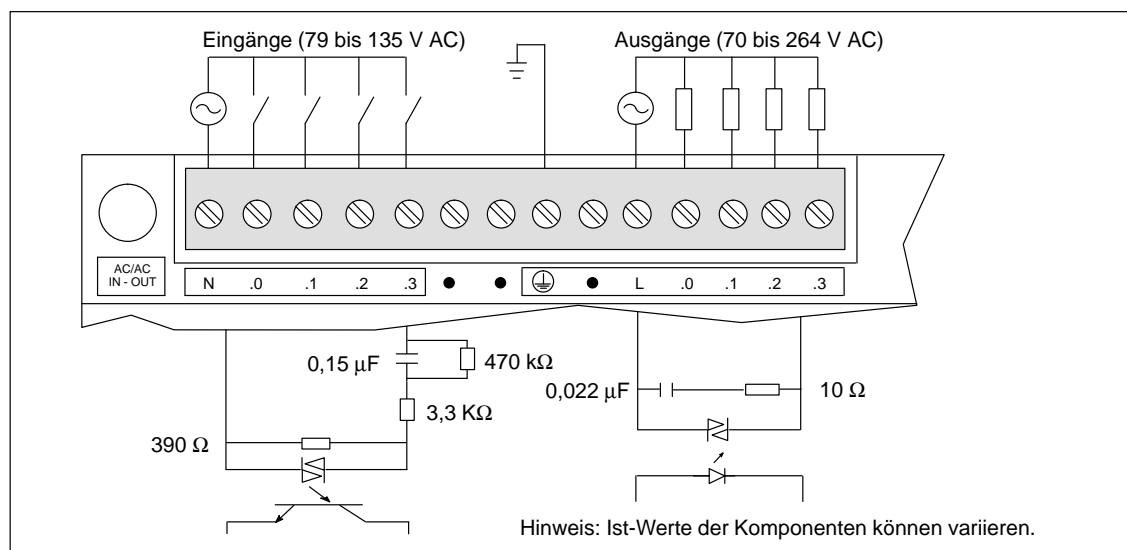 Eingänge (79 bis 135 V AC)
Ausgänge (70 bis 264 V AC)
AC/AC
IN - OUT
N .0 .1 .2 .3
L .0 .1 .2 .3
0,15 µF
470 kΩ
3,3 KΩ
390 Ω
0,022 µF
10 Ω
Hinweis: Ist-Werte der Komponenten können variieren.